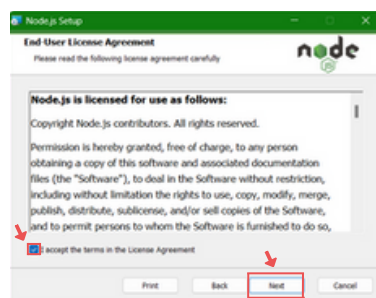 Node.js Setup
End-User License Agreement
Please read the following license agreement carefully
node
JS
Node.js is licensed for use as follows:
Copyright Node.js contributors. All rights reserved.
Permission is hereby granted, free of charge, to any person
obtaining a copy of this software and associated documentation
files (the "Software"), to deal in the Software without restriction,
including without limitation the rights to use, copy, modify, merge,
publish, distribute, sublicense, and/or sell copies of the Software,
and to permit persons to whom the Software is furnished to do so,
I accept the terms in the License Agreement
Print
Back
Next
Cancel